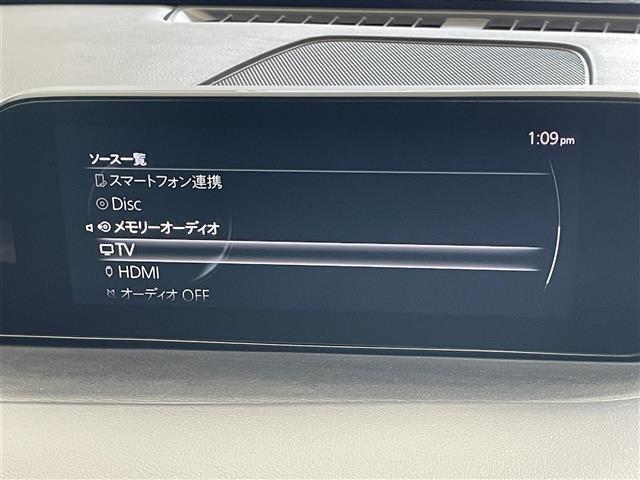 1:09pm
ソース一覧
スマートフォン連携
Disc
メモリーオーディオ
TV
HDMI
オーディオ OFF